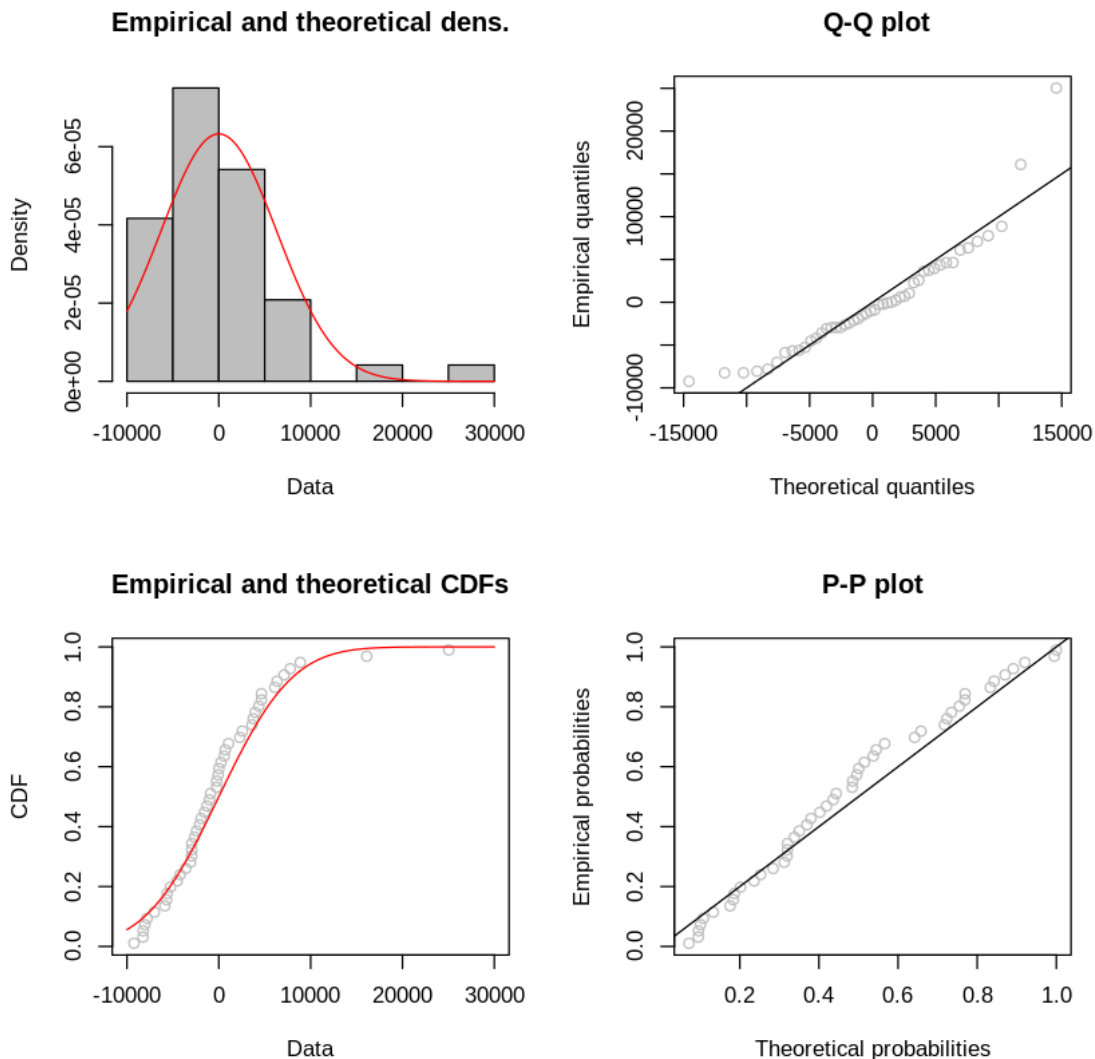 Empirical and theoretical dens.
Density
0e+00 2e-05 4e-05 6e-05
-10000 0 10000 20000 30000
Data
Q-Q plot
Empirical quantiles
-10000 0 10000 20000
-15000 -5000 0 5000 15000
Theoretical quantiles
Empirical and theoretical CDFs
CDF
0.0 0.2 0.4 0.6 0.8 1.0
-10000 0 10000 20000 30000
Data
P-P plot
Empirical probabilities
0.0 0.2 0.4 0.6 0.8 1.0
0.2 0.4 0.6 0.8 1.0
Theoretical probabilities